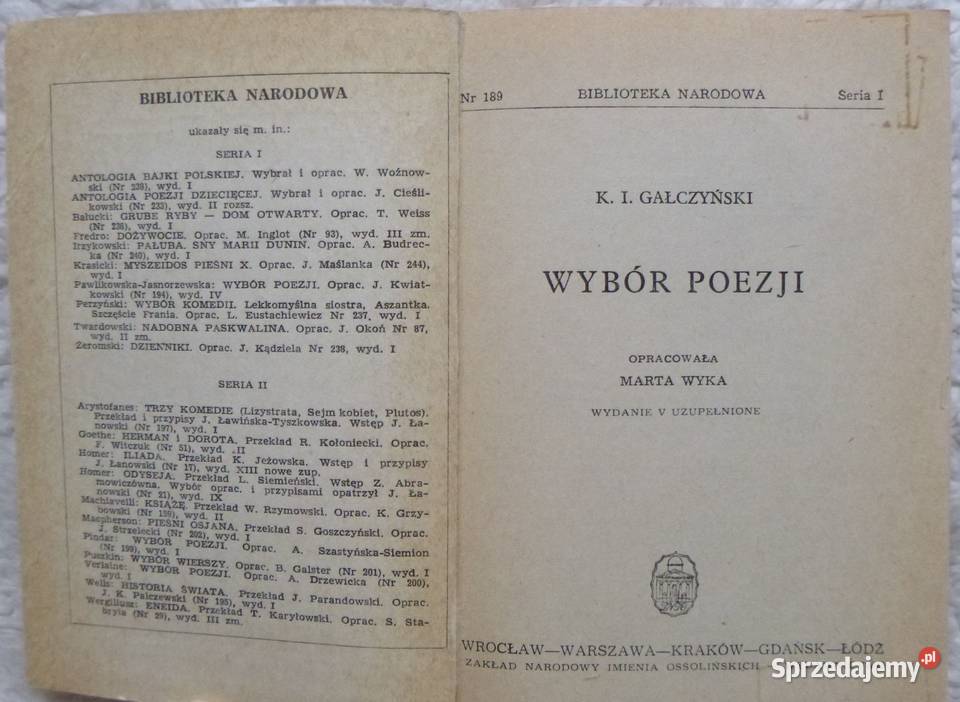 BIBLIOTEKA NARODOWA
ukazały się m. in.:
SERIA I
ANTOLOGIA BAJKI POLSKIEJ. Wybrał i oprac. W. Woźnow-
ski (Nr 239), wyd. I
ANTOLOGIA POEZJI DZIECIĘCEJ. Wybrał i oprac. J. Cieśli-
kowski (Nr 233), wyd. II rozsz.
Bałucki: GRUBE RYBY — DOM OTWARTY. Oprac. T. Weiss
(Nr 236), wyd. I
Fredro: DOŻYWOCIE. Oprac. M. Inglot (Nr 93), wyd. III zm.
Irzykowski: PAŁUBA. SNY MARII DUNIN. Oprac. A. Budrec-
ka (Nr 240), wyd. I
Krasicki: MYSZEIDOS PIEŚNI X. Oprac. J. Maślanka (Nr 244),
wyd. I
Pawlikowska-Jasnorzewska: WYBÓR POEZJI. Oprac. J. Kwiat-
kowski (Nr 194), wyd. IV
Perzyński: WYBÓR KOMEDII. Lekkomyślna siostra, Aszantka,
Szczęście Frania. Oprac. L. Eustachiewicz Nr 237, wyd. I
Twardowski: NADOBNA PASKWALINA. Oprac. J. Okoń Nr 87,
wyd. II zm.
Żeromski: DZIENNIKI. Oprac. J. Kądziela Nr 238, wyd. I
SERIA II
Arystofanes: TRZY KOMEDIE (Lizystrata, Sejm kobiet, Plutos).
Przekład i przypisy J. Ławińska-Tyszkowska. Wstęp J. Ła-
nowski (Nr 197), wyd. I
Goethe: HERMAN i DOROTA. Przekład R. Kołoniecki. Oprac.
F. Witczuk (Nr 51), wyd. II
Homer: ILIADA. Przekład K. Jeżowska. Wstęp i przypisy
J. Łanowski (Nr 17), wyd. XIII nowe zup.
Homer: ODYSEJA. Przekład L. Siemieński. Wstęp Z. Abra-
mowiczówna. Wybór oprac. i przypisami opatrzył J. Ła-
nowski (Nr 21), wyd. IX
Machiavelli: KSIĄŻĘ. Przekład W. Rzymowski. Oprac. K. Grzy-
bowski (Nr 159), wyd. II
Macpherson: PIEŚNI OSJANA. Przekład S. Goszczyński. Oprac.
J. Strzelecki (Nr 202), wyd. I
Pindar: WYBÓR POEZJI. Oprac. A. Szastyńska-Siemion
(Nr 199), wyd. I
Puszkin: WYBÓR WIERSZY. Oprac. B. Galster (Nr 201), wyd. I
Verlaine: WYBÓR POEZJI. Oprac. A. Drzewicka (Nr 200),
wyd. I
Wells: HISTORIA ŚWIATA. Przekład J. Parandowski. Oprac.
J. K. Palczewski (Nr 195), wyd. I
Wergiliusz: ENEIDA. Przekład T. Karyłowski. Oprac. S. Sta-
bryła (Nr 29), wyd. III zm.
Nr 189 BIBLIOTEKA NARODOWA Seria I
K. I. GAŁCZYŃSKI
WYBÓR POEZJI
OPRACOWAŁA
MARTA WYKA
WYDANIE V UZUPEŁNIONE
WROCŁAW—WARSZAWA—KRAKÓW—GDAŃSK—ŁÓDŹ
ZAKŁAD NARODOWY IMIENIA OSSOLIŃSKICH
Sprzedajemy.pl